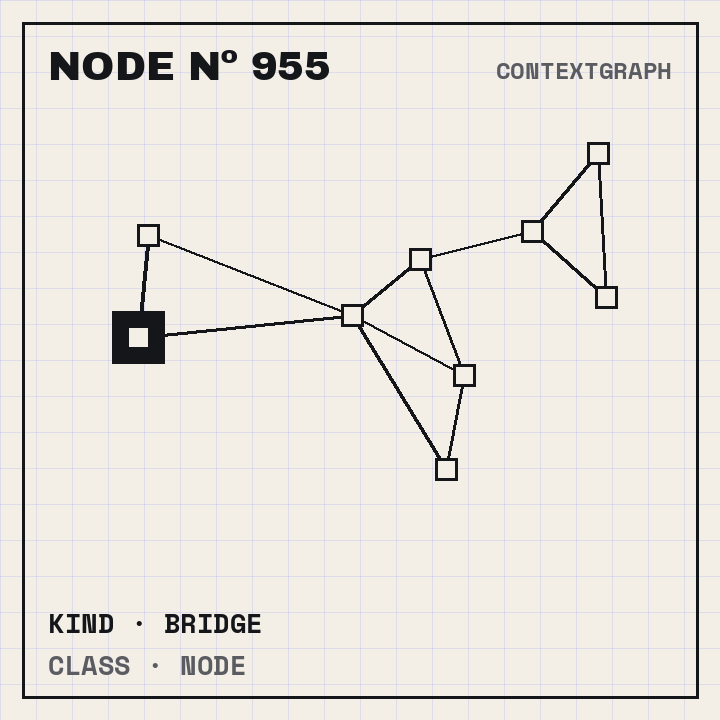 NODE Nº 955
CONTEXTGRAPH
KIND · BRIDGE
CLASS · NODE